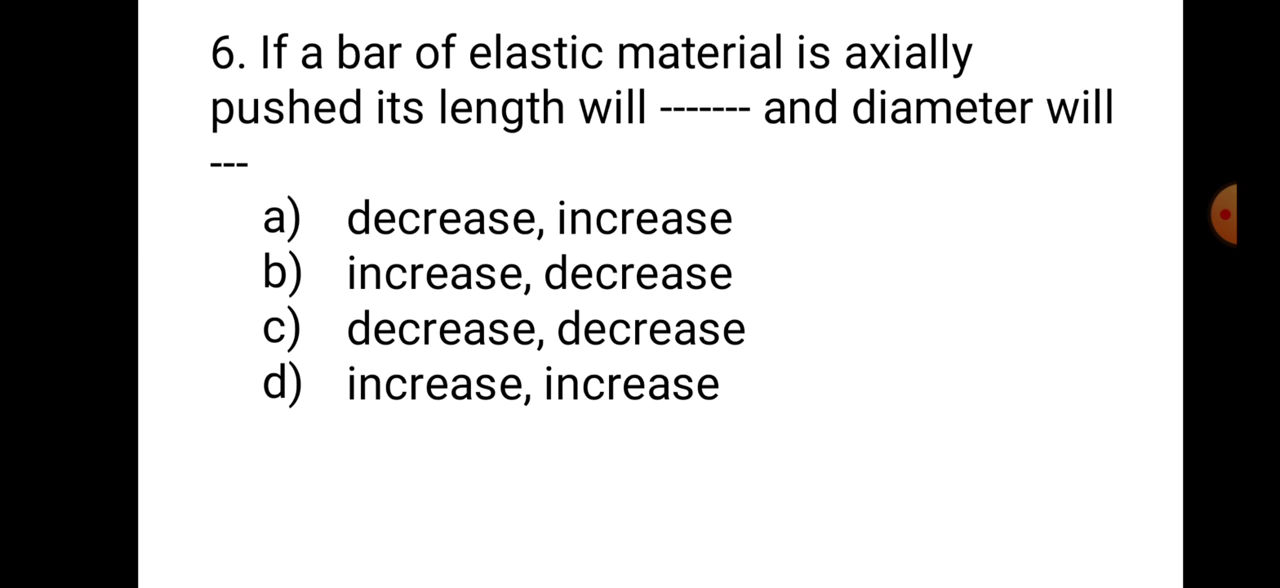 6. If a bar of elastic material is axially
pushed its length will ------- and diameter will
---
a) decrease, increase
b) increase, decrease
c) decrease, decrease
d) increase, increase